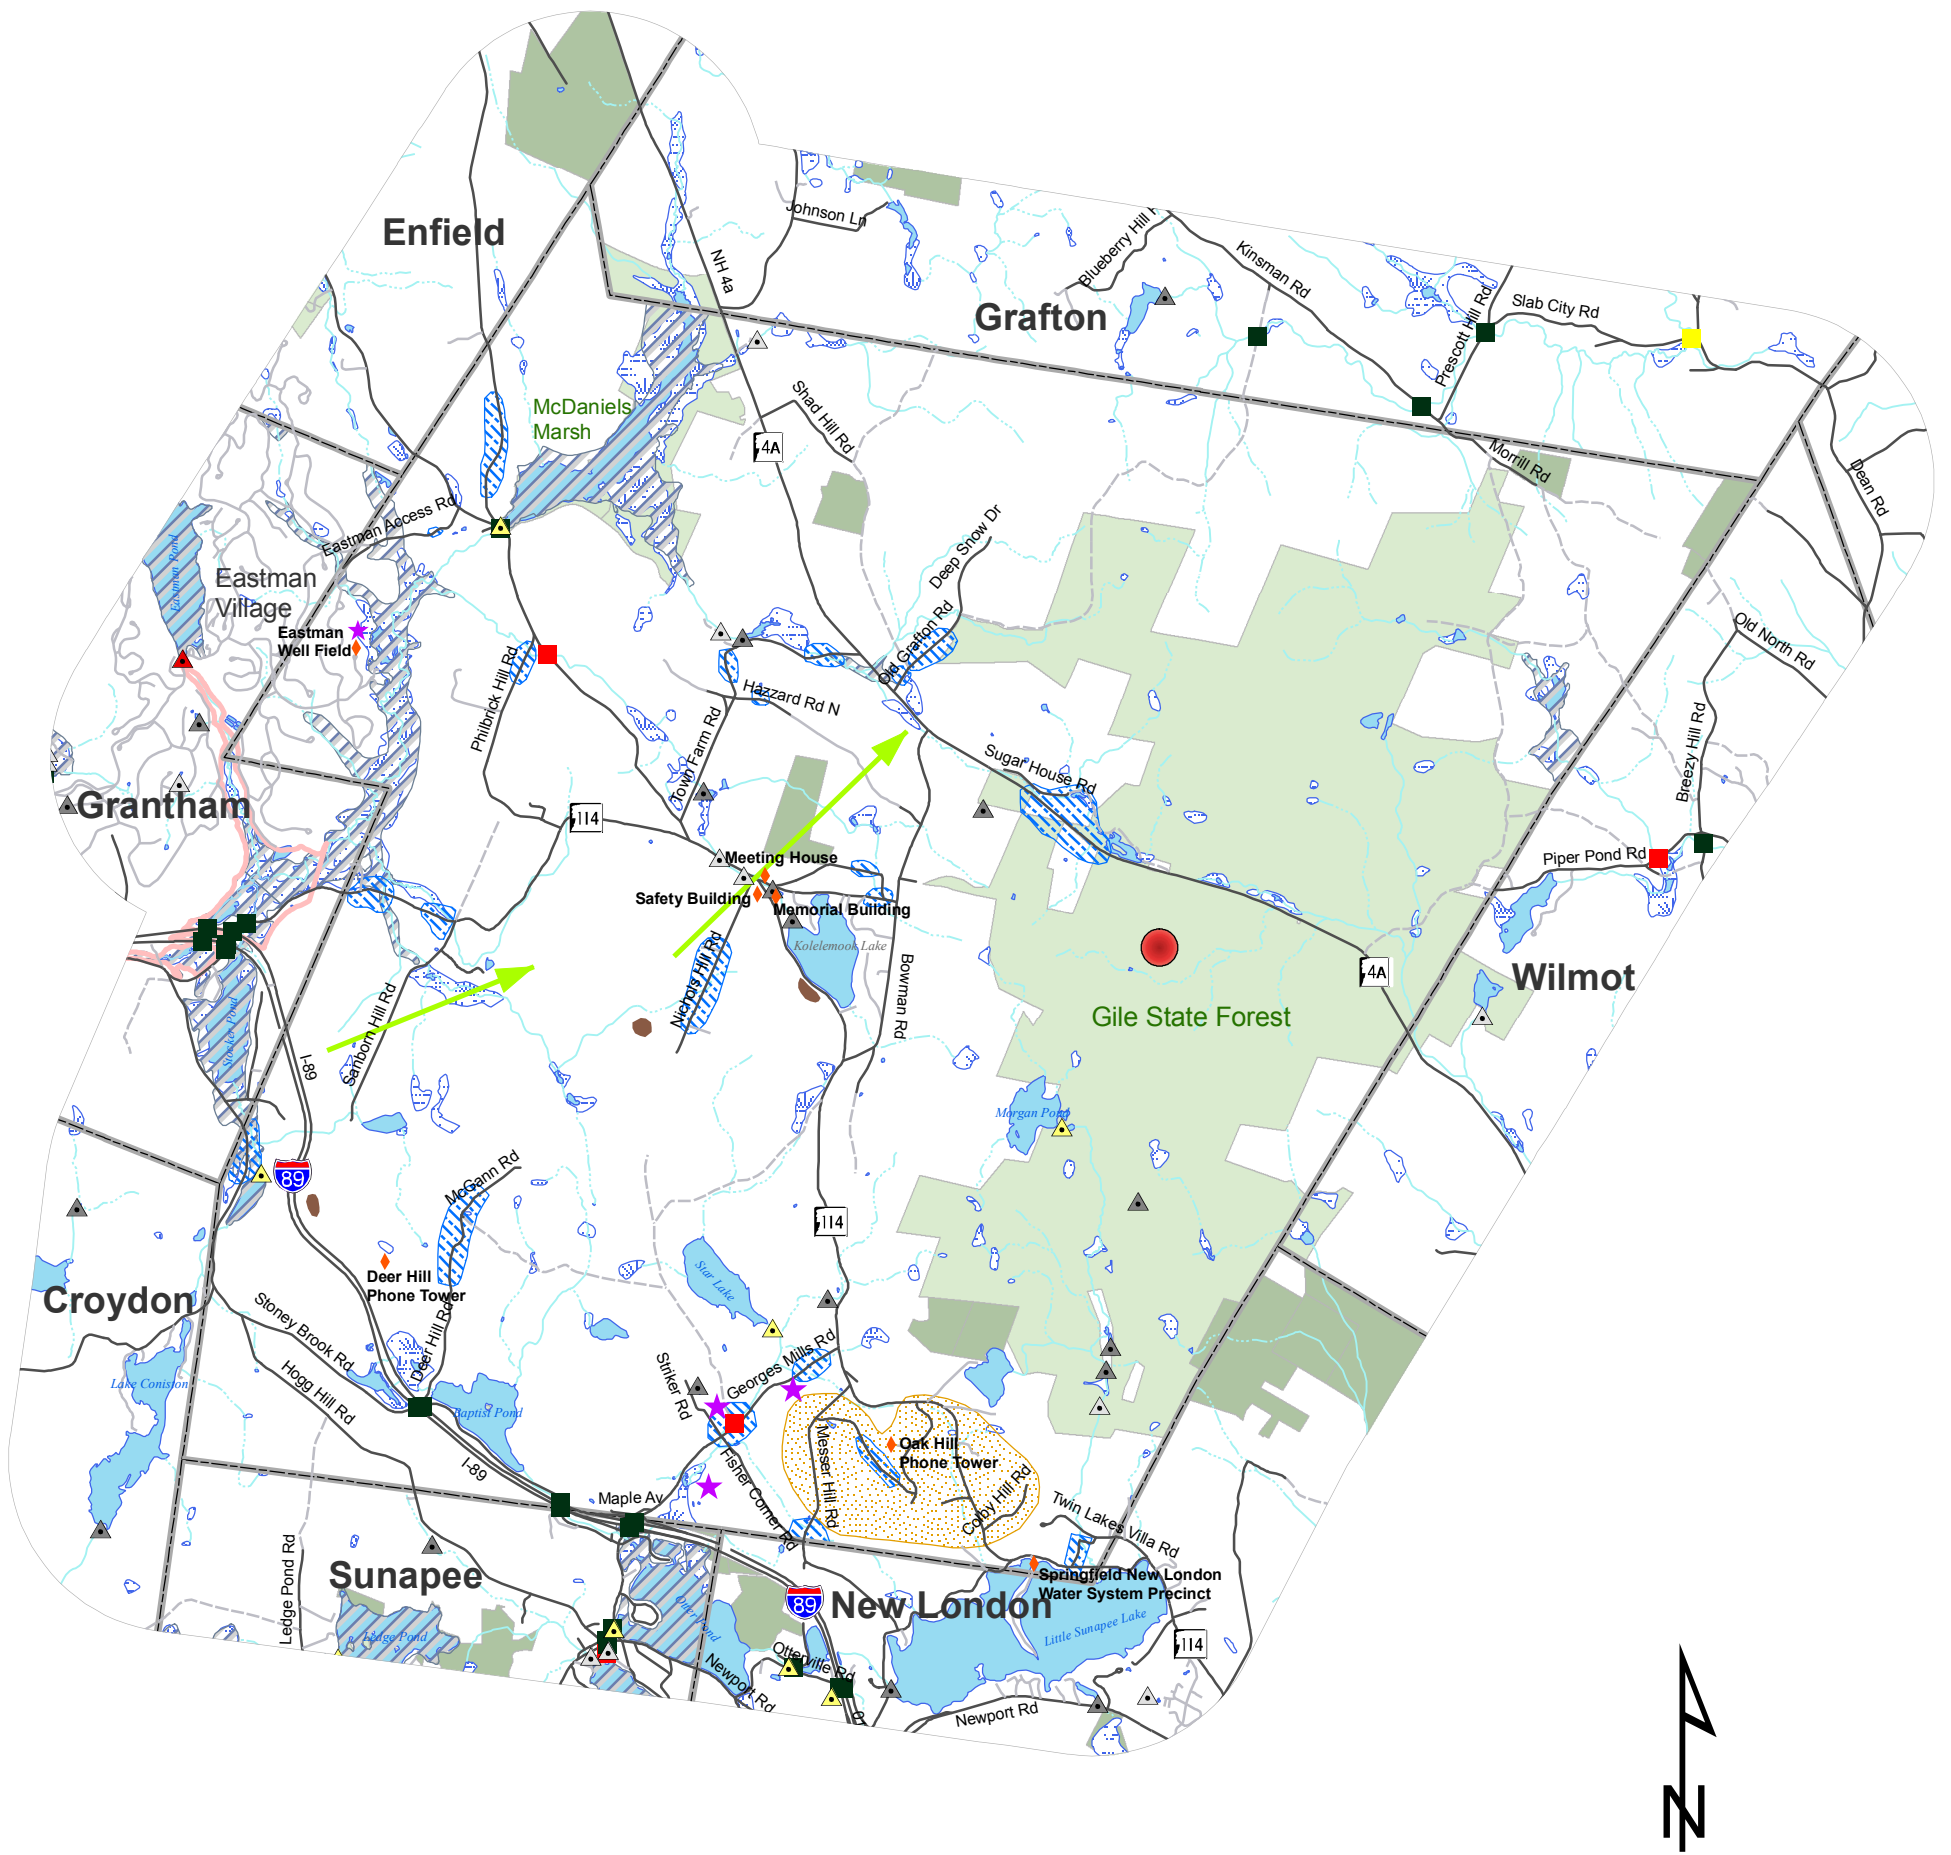 Enfield
Johnson Ln
NH 4a
Blueberry Hill
Kinsman Rd
Grafton
Prescott Hill Rd
Slab City Rd
McDaniels
Marsh
Shad Hill Rd
4A
Morrill Rd
Dean Rd
Eastman Access Rd
Eastman Pond
Eastman
Village
Deep Snow Dr
Old Grafton Rd
Eastman
Well Field
Old North Rd
Philbrick Hill Rd
Hazzard Rd N
Town Farm Rd
Sugar House Rd
Breezy Hill Rd
Grantham
114
Meeting House
Piper Pond Rd
Safety Building
Memorial Building
Kolelemook Lake
Nichols Hill Rd
Bowman Rd
4A
Wilmot
Gile State Forest
Stocker Pond
I-89
Sanborn Hill Rd
Morgan Pond
89
McGann Rd
114
Deer Hill
Phone Tower
Star Lake
Croydon
Stoney Brook Rd
Deer Hill Rd
Hogg Hill Rd
Lake Coniston
Baptist Pond
Striker Rd
Georges Mills Rd
Oak Hill
Phone Tower
Messer Hill Rd
I-89
Fisher Corner Rd
Maple Av
Colby Hill Rd
Twin Lakes Villa Rd
Ledge Pond Rd
Sunapee
Springfield New London
Water System Precinct
89
New London
Otter Pond
Little Sunapee Lake
Ledge Pond
Otterville Rd
Newport Rd
114
Newport Rd
N